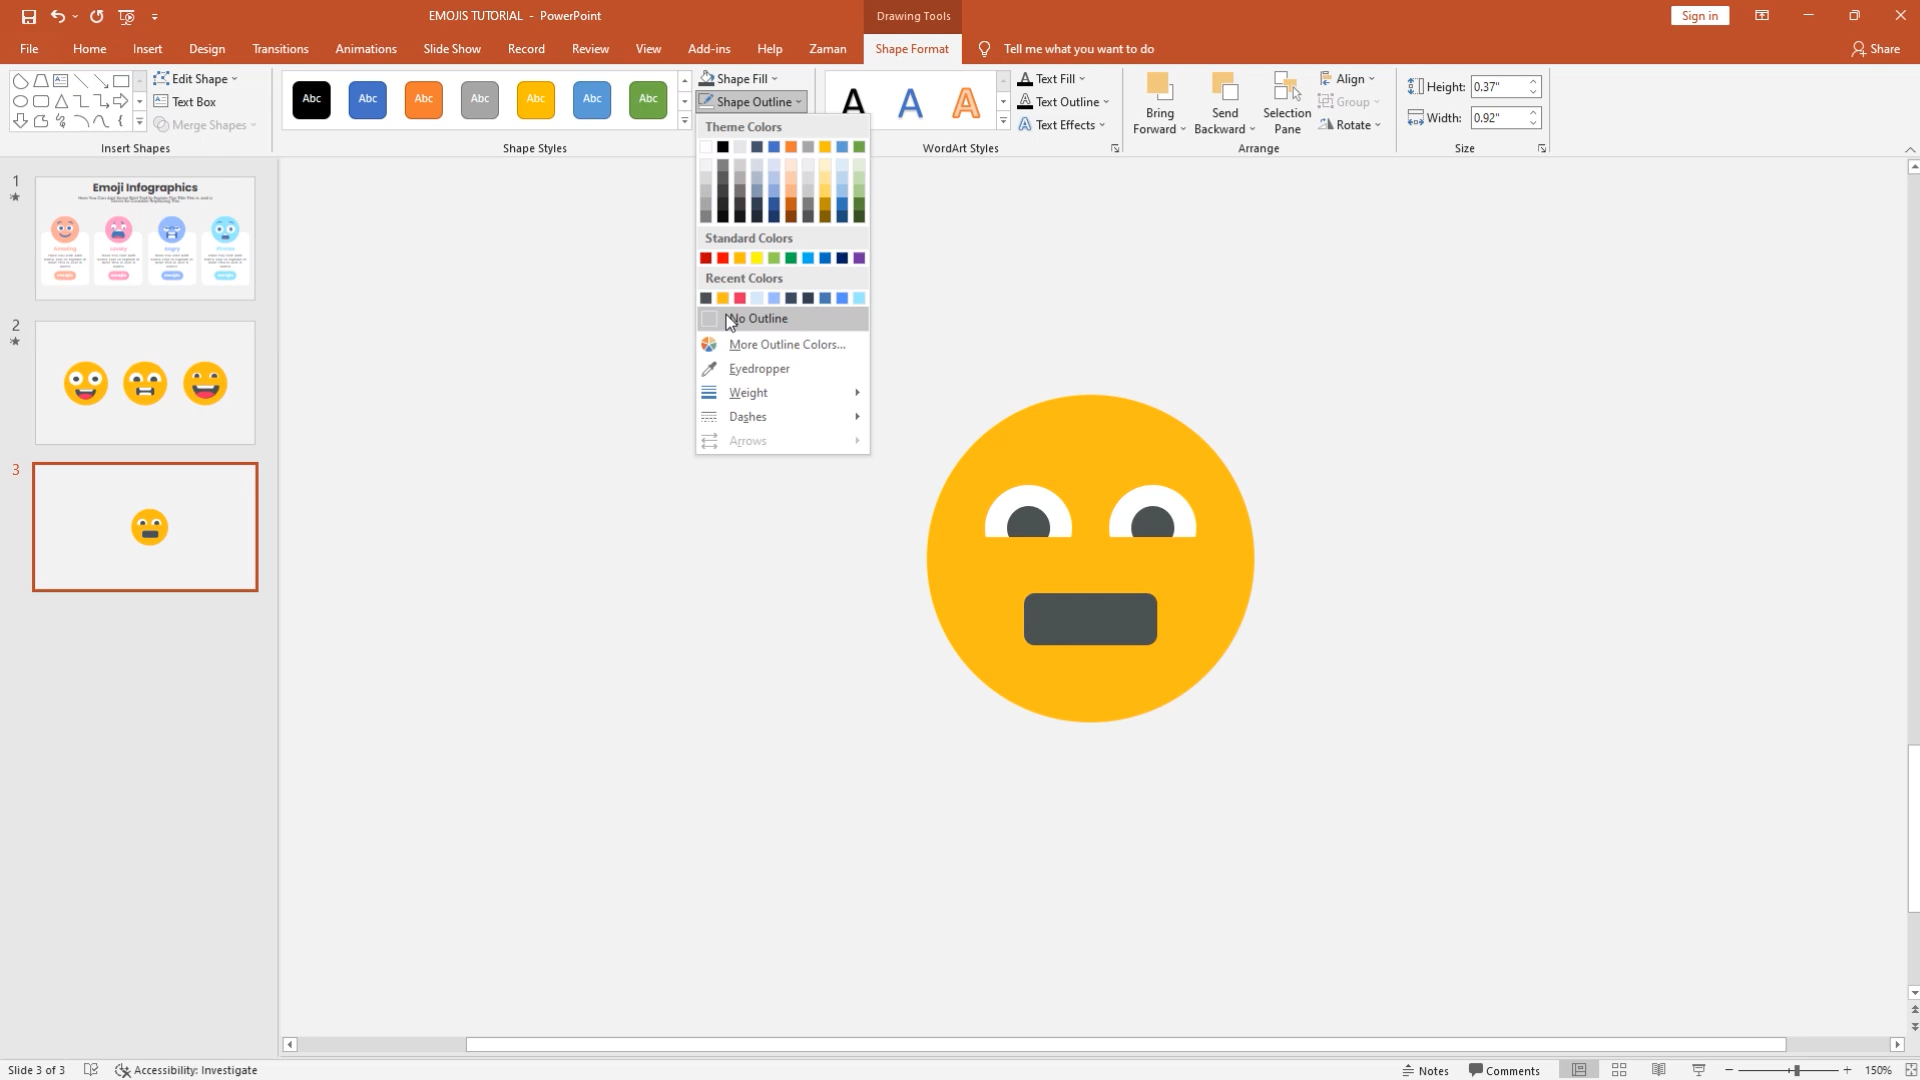 EMOJIS TUTORIAL - PowerPoint
Drawing Tools
Sign in
File Home Insert Design Transitions Animations Slide Show Record Review View Add-ins Help Zaman Shape Format Tell me what you want to do Share
Edit Shape
Text Box
Merge Shapes
Insert Shapes
Abc Abc Abc Abc Abc Abc Abc
Shape Styles
Shape Fill
Shape Outline
Theme Colors
Standard Colors
Recent Colors
No Outline
More Outline Colors...
Eyedropper
Weight
Dashes
Arrows
A A A
WordArt Styles
Text Fill
Text Outline
Text Effects
Bring Forward
Send Backward
Selection Pane
Align
Group
Rotate
Arrange
Height: 0.37"
Width: 0.92"
Size
1
Emoji Infographics
2
3
Slide 3 of 3
Accessibility: Investigate
Notes
Comments
150%